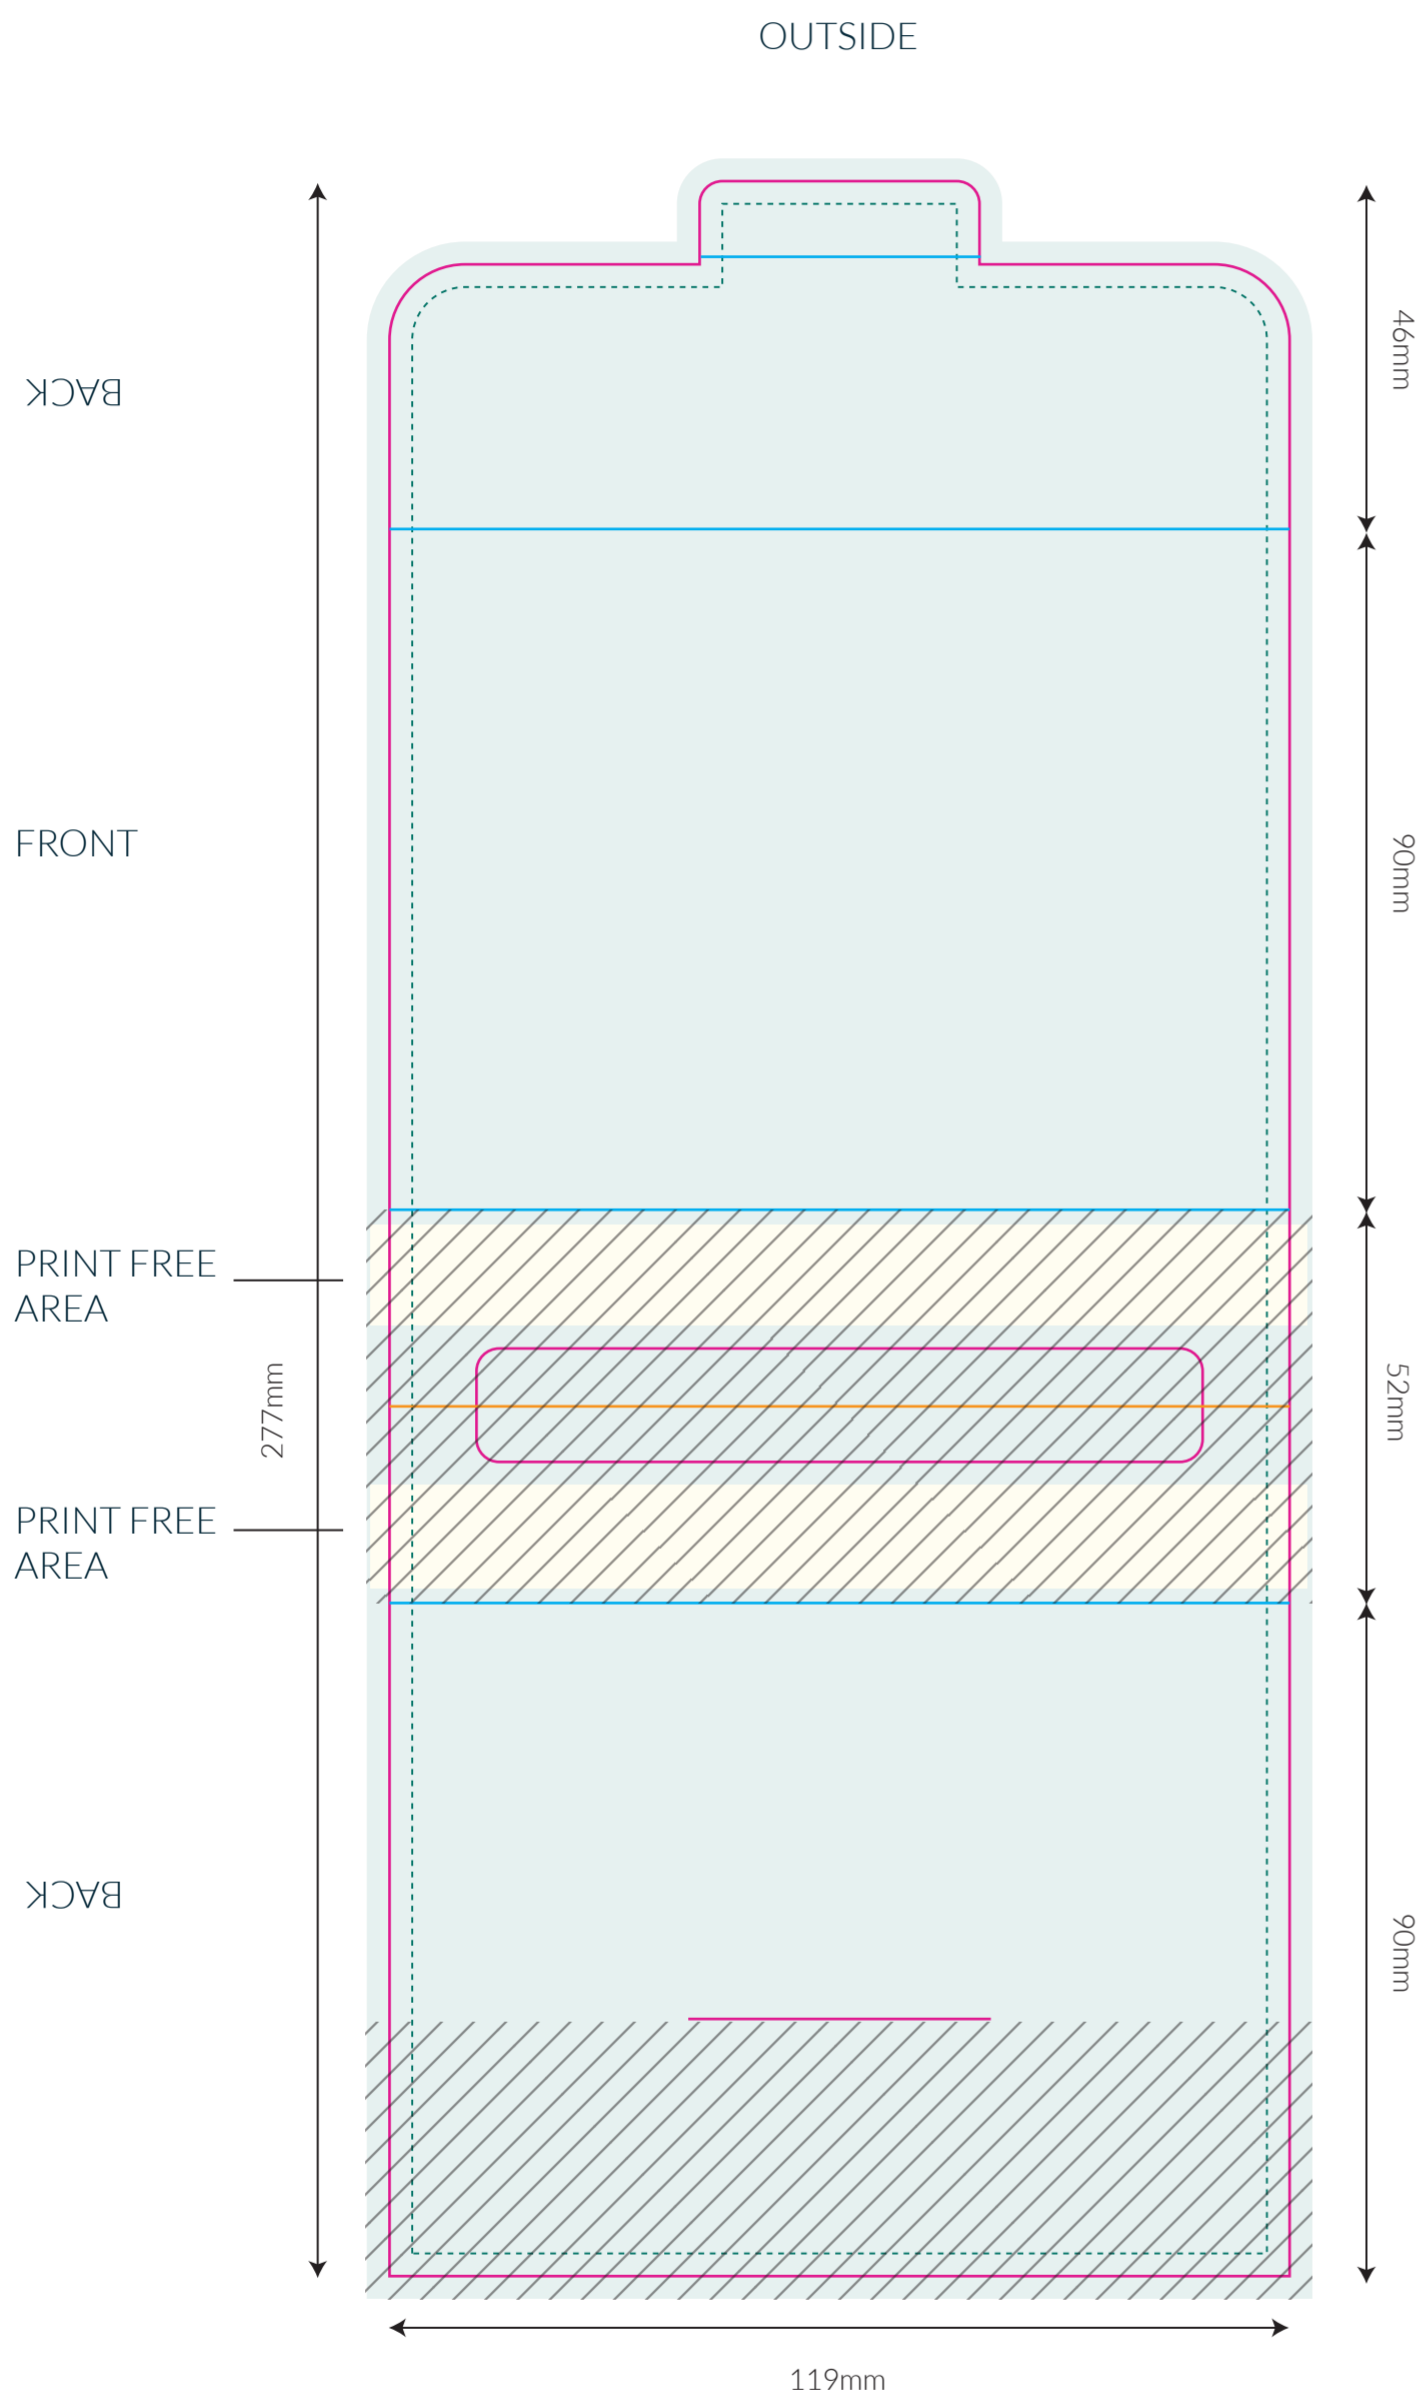 OUTSIDE
46mm
BACK
FRONT
90mm
PRINT FREE
AREA
277mm
52mm
PRINT FREE
AREA
BACK
90mm
119mm